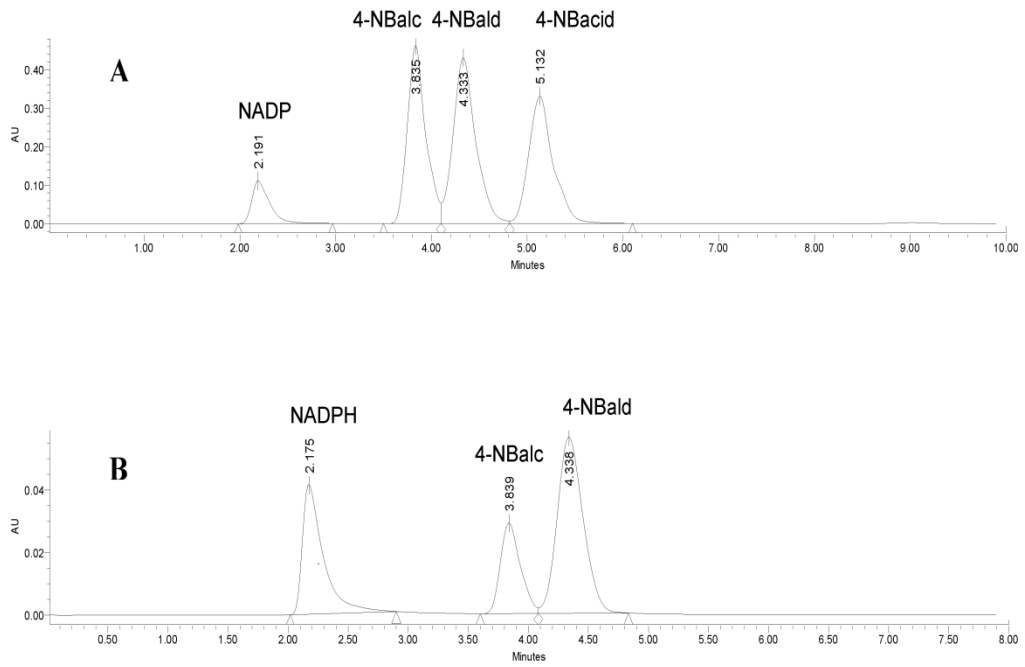 4-NBalc 4-NBald 4-NBacid
A
NADP
AU
0.40
0.30
0.20
0.10
0.00
2.191
3.835
4.333
5.132
1.00 2.00 3.00 4.00 5.00 6.00 7.00 8.00 9.00 10.00
Minutes
4-NBald
NADPH
4-NBalc
B
AU
0.04
0.02
0.00
2.175
3.839
4.338
0.50 1.00 1.50 2.00 2.50 3.00 3.50 4.00 4.50 5.00 5.50 6.00 6.50 7.00 7.50 8.00
Minutes